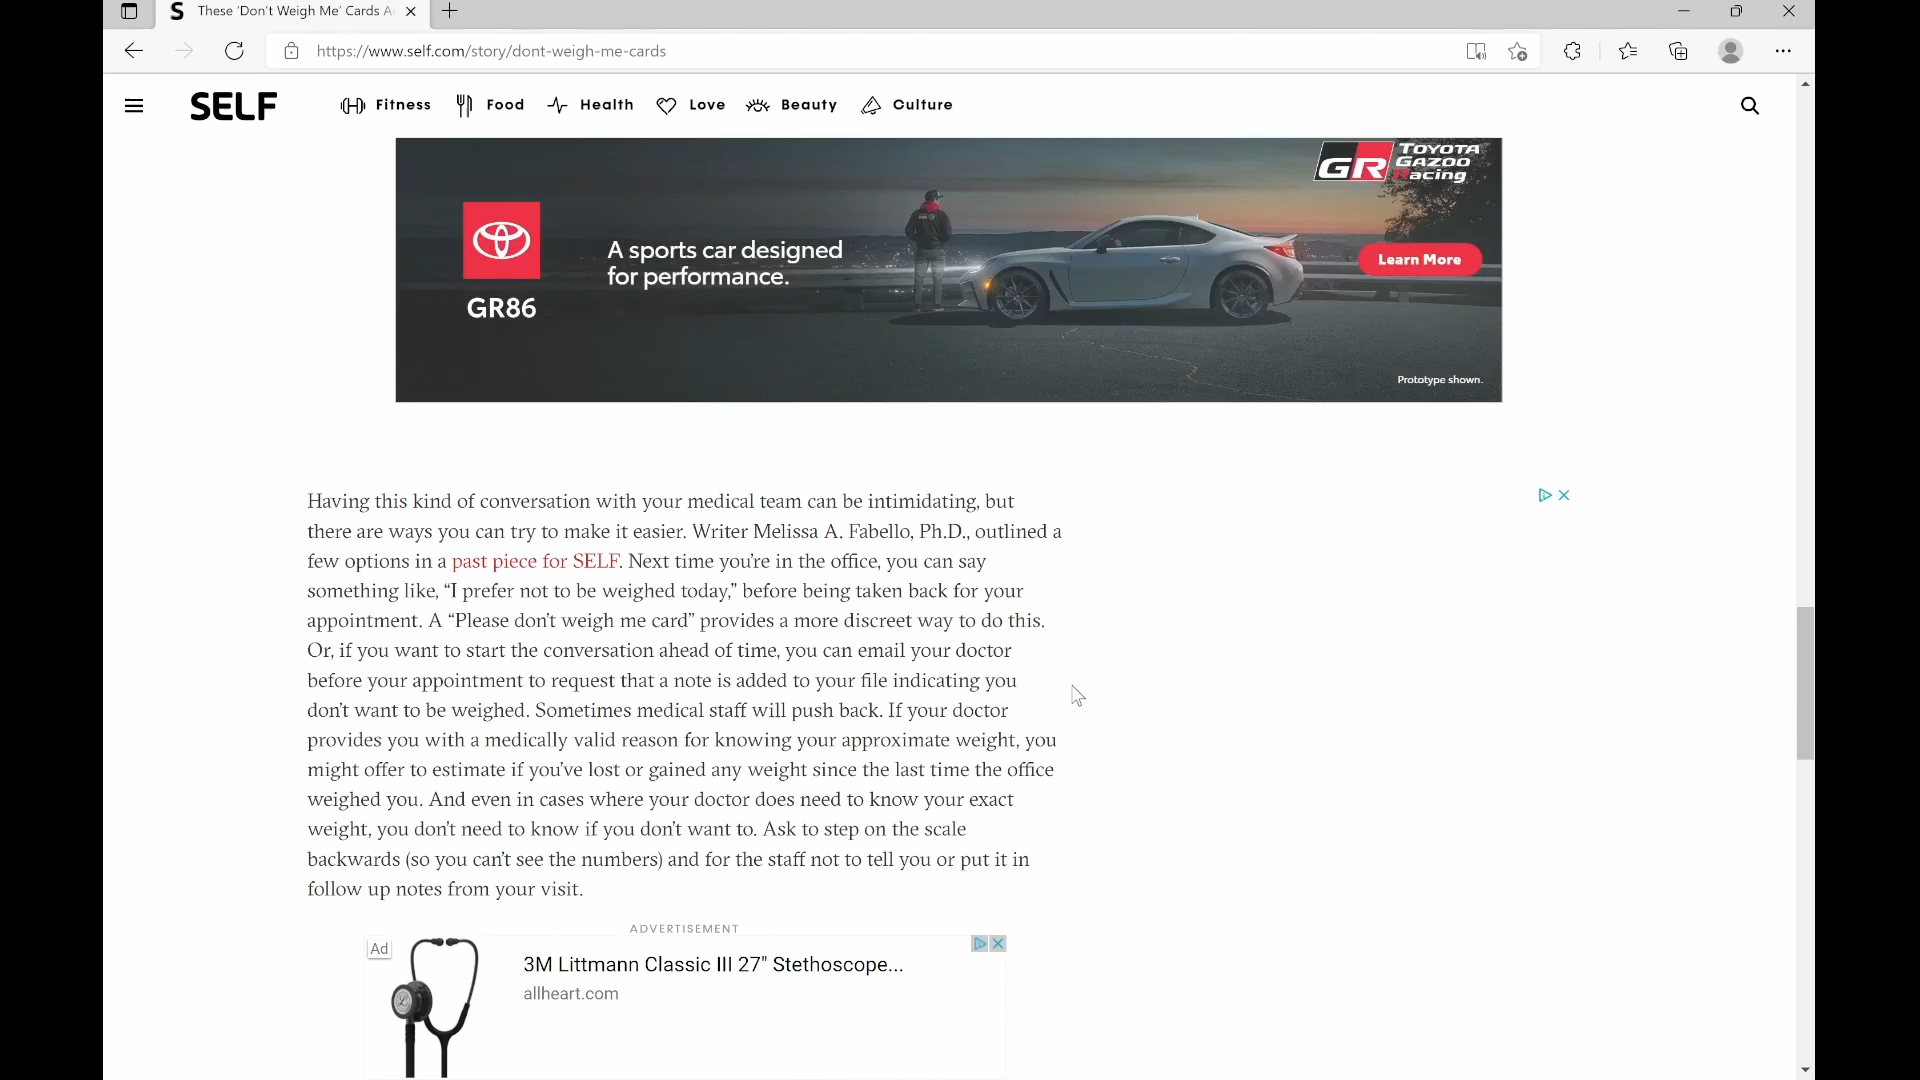 These 'Don't Weigh Me' Cards A
https://www.self.com/story/dont-weigh-me-cards
SELF
Fitness
Food
Health
Love
Beauty
Culture
GR TOYOTA
GAZOO
Racing
A sports car designed
for performance.
Learn More
GR86
Prototype shown.
Having this kind of conversation with your medical team can be intimidating, but
there are ways you can try to make it easier. Writer Melissa A. Fabello, Ph.D., outlined a
few options in a past piece for SELF. Next time you're in the office, you can say
something like, “I prefer not to be weighed today,” before being taken back for your
appointment. A “Please don't weigh me card” provides a more discreet way to do this.
Or, if you want to start the conversation ahead of time, you can email your doctor
before your appointment to request that a note is added to your file indicating you
don't want to be weighed. Sometimes medical staff will push back. If your doctor
provides you with a medically valid reason for knowing your approximate weight, you
might offer to estimate if you've lost or gained any weight since the last time the office
weighed you. And even in cases where your doctor does need to know your exact
weight, you don't need to know if you don't want to. Ask to step on the scale
backwards (so you can't see the numbers) and for the staff not to tell you or put it in
follow up notes from your visit.
ADVERTISEMENT
Ad
3M Littmann Classic III 27" Stethoscope...
allheart.com